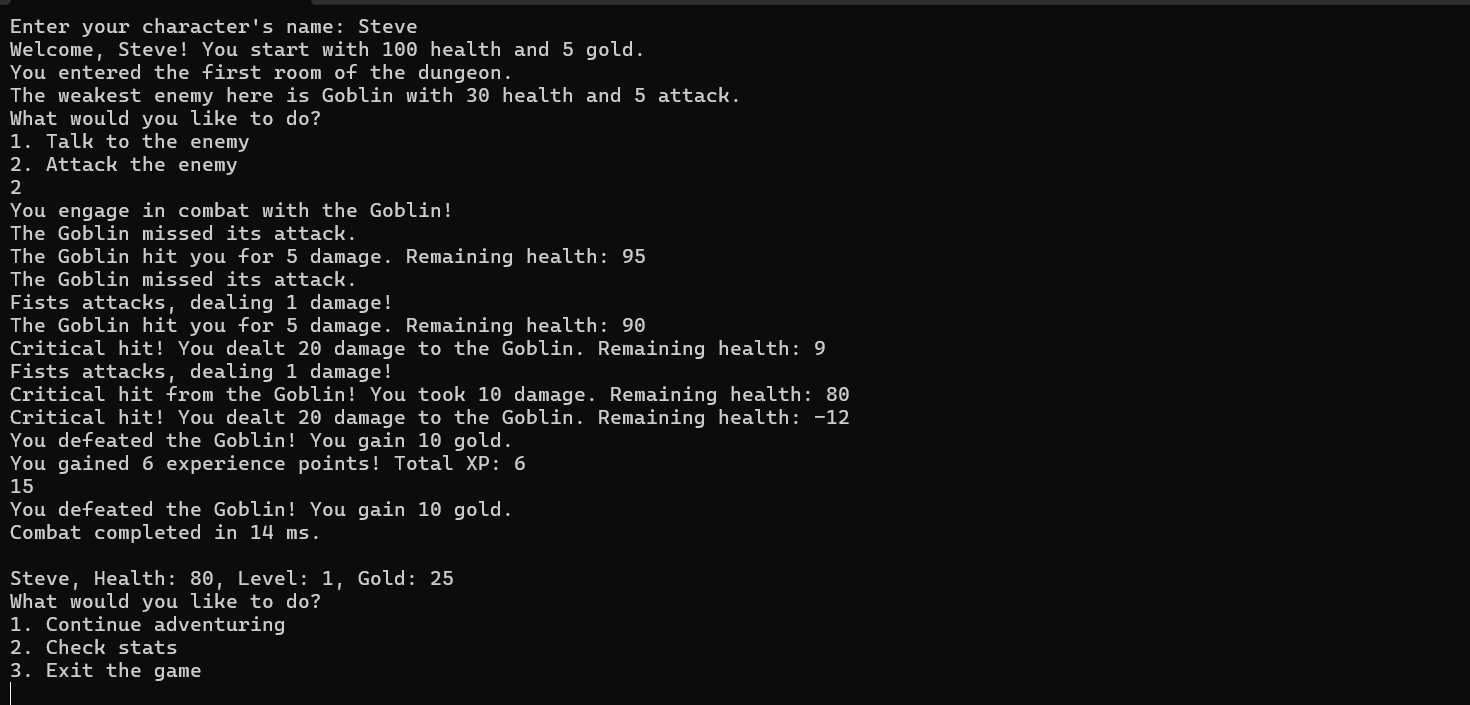 Enter your character's name: Steve
Welcome, Steve! You start with 100 health and 5 gold.
You entered the first room of the dungeon.
The weakest enemy here is Goblin with 30 health and 5 attack.
What would you like to do?
1. Talk to the enemy
2. Attack the enemy
2
You engage in combat with the Goblin!
The Goblin missed its attack.
The Goblin hit you for 5 damage. Remaining health: 95
The Goblin missed its attack.
Fists attacks, dealing 1 damage!
The Goblin hit you for 5 damage. Remaining health: 90
Critical hit! You dealt 20 damage to the Goblin. Remaining health: 9
Fists attacks, dealing 1 damage!
Critical hit from the Goblin! You took 10 damage. Remaining health: 80
Critical hit! You dealt 20 damage to the Goblin. Remaining health: -12
You defeated the Goblin! You gain 10 gold.
You gained 6 experience points! Total XP: 6
15
You defeated the Goblin! You gain 10 gold.
Combat completed in 14 ms.
Steve, Health: 80, Level: 1, Gold: 25
What would you like to do?
1. Continue adventuring
2. Check stats
3. Exit the game